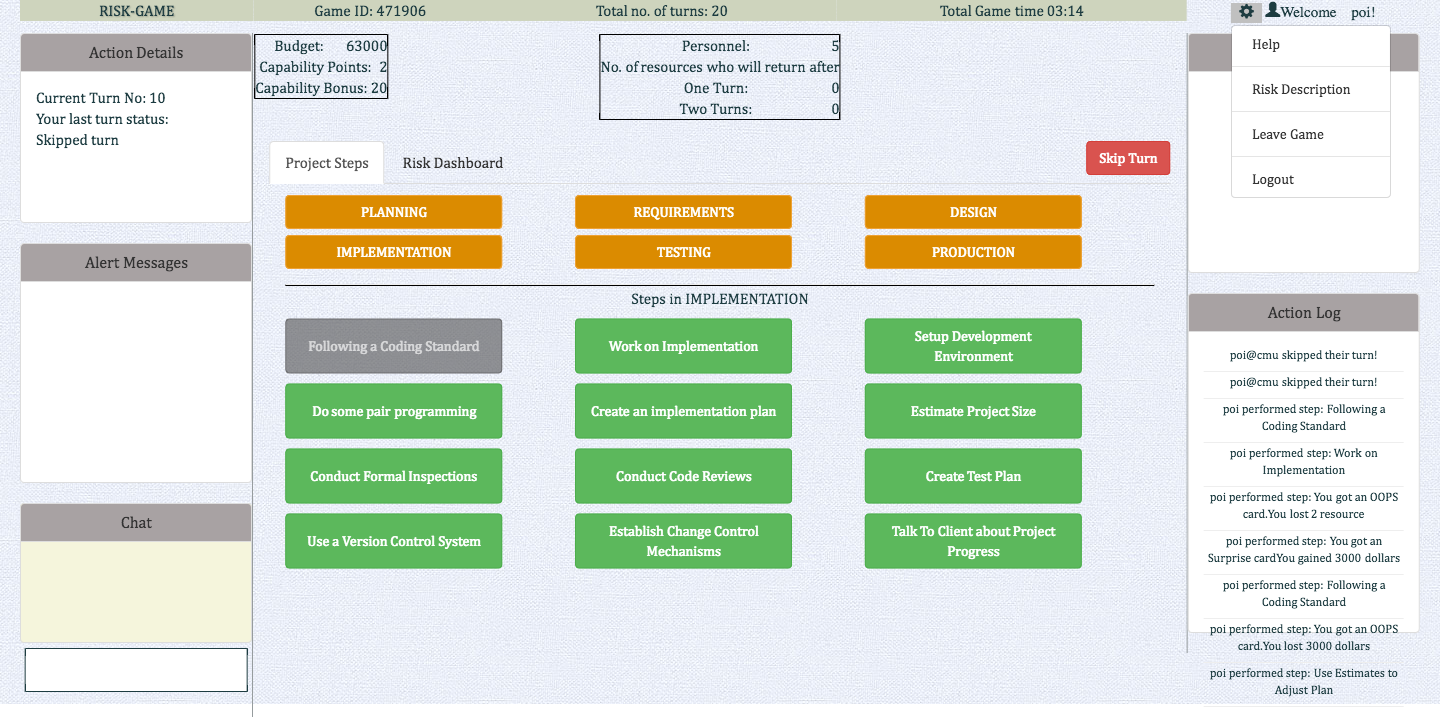 RISK-GAME
Game ID: 471906
Total no. of turns: 20
Total Game time 03:14
Welcome poi!
Help
Risk Description
Leave Game
Logout
Action Details
Current Turn No: 10
Your last turn status:
Skipped turn
Alert Messages
Chat
Budget: 63000
Capability Points: 2
Capability Bonus: 20
Personnel: 5
No. of resources who will return after
One Turn: 0
Two Turns: 0
Project Steps
Risk Dashboard
Skip Turn
PLANNING
REQUIREMENTS
DESIGN
IMPLEMENTATION
TESTING
PRODUCTION
Steps in IMPLEMENTATION
Following a Coding Standard
Work on Implementation
Setup Development
Environment
Do some pair programming
Create an implementation plan
Estimate Project Size
Conduct Formal Inspections
Conduct Code Reviews
Create Test Plan
Use a Version Control System
Establish Change Control
Mechanisms
Talk To Client about Project
Progress
Action Log
poi@cmu skipped their turn!
poi@cmu skipped their turn!
poi performed step: Following a
Coding Standard
poi performed step: Work on
Implementation
poi performed step: You got an OOPS
card.You lost 2 resource
poi performed step: You got an
Surprise cardYou gained 3000 dollars
poi performed step: Following a
Coding Standard
poi performed step: You got an OOPS
card.You lost 3000 dollars
poi performed step: Use Estimates to
Adjust Plan